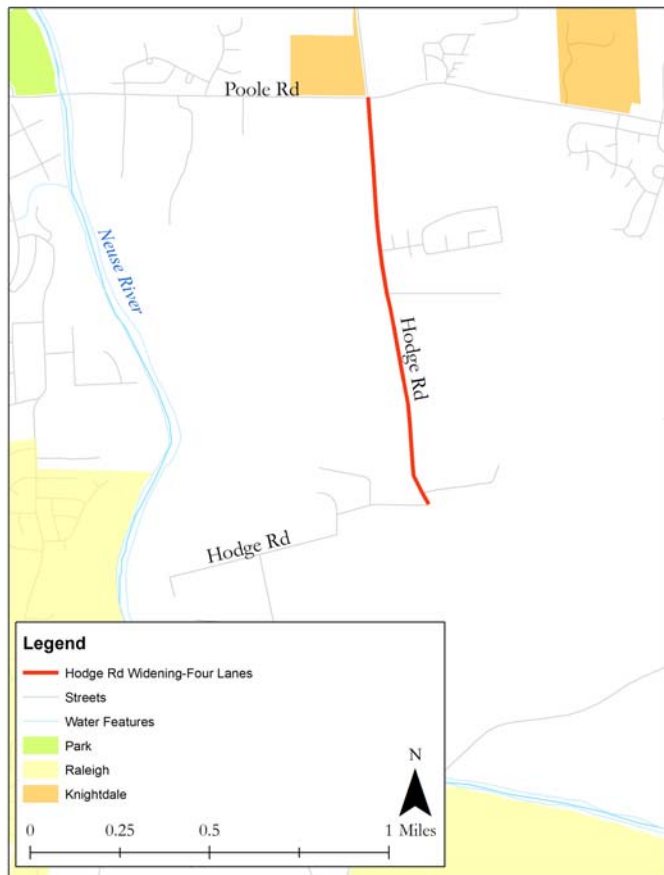 Poole Rd
Neuse River
Hodge Rd
Hodge Rd
Legend
Hodge Rd Widening-Four Lanes
Streets
Water Features
Park
Raleigh
Knightdale
N
0 0.25 0.5 1 Miles